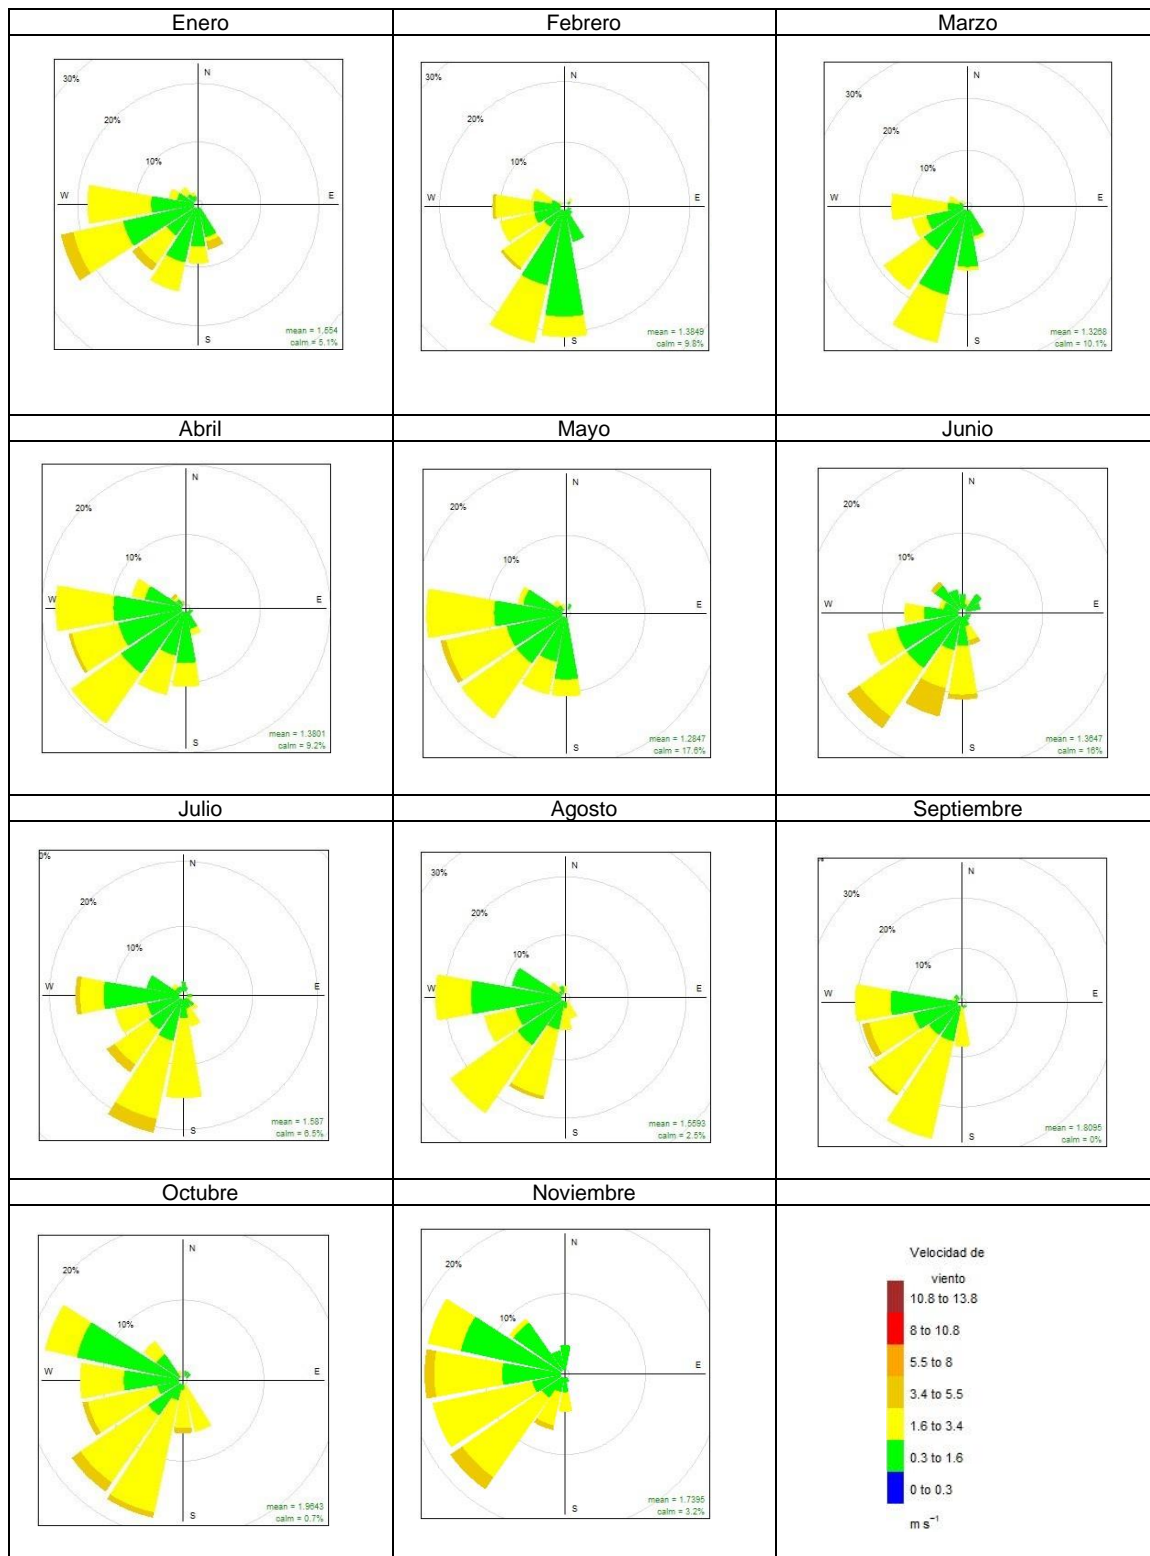 Enero
Febrero
Marzo
30%
20%
10%
N
W
E
S
mean = 1.554
calm = 5.1%
30%
20%
10%
N
W
E
S
mean = 1.3849
calm = 9.8%
30%
20%
10%
N
W
E
S
mean = 1.3268
calm = 10.1%
Abril
Mayo
Junio
20%
10%
N
W
E
S
mean = 1.3801
calm = 9.2%
20%
10%
N
W
E
S
mean = 1.2847
calm = 17.6%
20%
10%
N
W
E
S
mean = 1.3647
calm = 16%
Julio
Agosto
Septiembre
0%
20%
10%
N
W
E
S
mean = 1.587
calm = 6.5%
30%
20%
10%
N
W
E
S
mean = 1.5593
calm = 2.5%
30%
20%
10%
N
W
E
S
mean = 1.8095
calm = 0%
Octubre
Noviembre
20%
10%
N
W
E
S
mean = 1.9643
calm = 0.7%
20%
10%
N
W
E
S
mean = 1.7395
calm = 3.2%
Velocidad de
viento
10.8 to 13.8
8 to 10.8
5.5 to 8
3.4 to 5.5
1.6 to 3.4
0.3 to 1.6
0 to 0.3
m s⁻¹